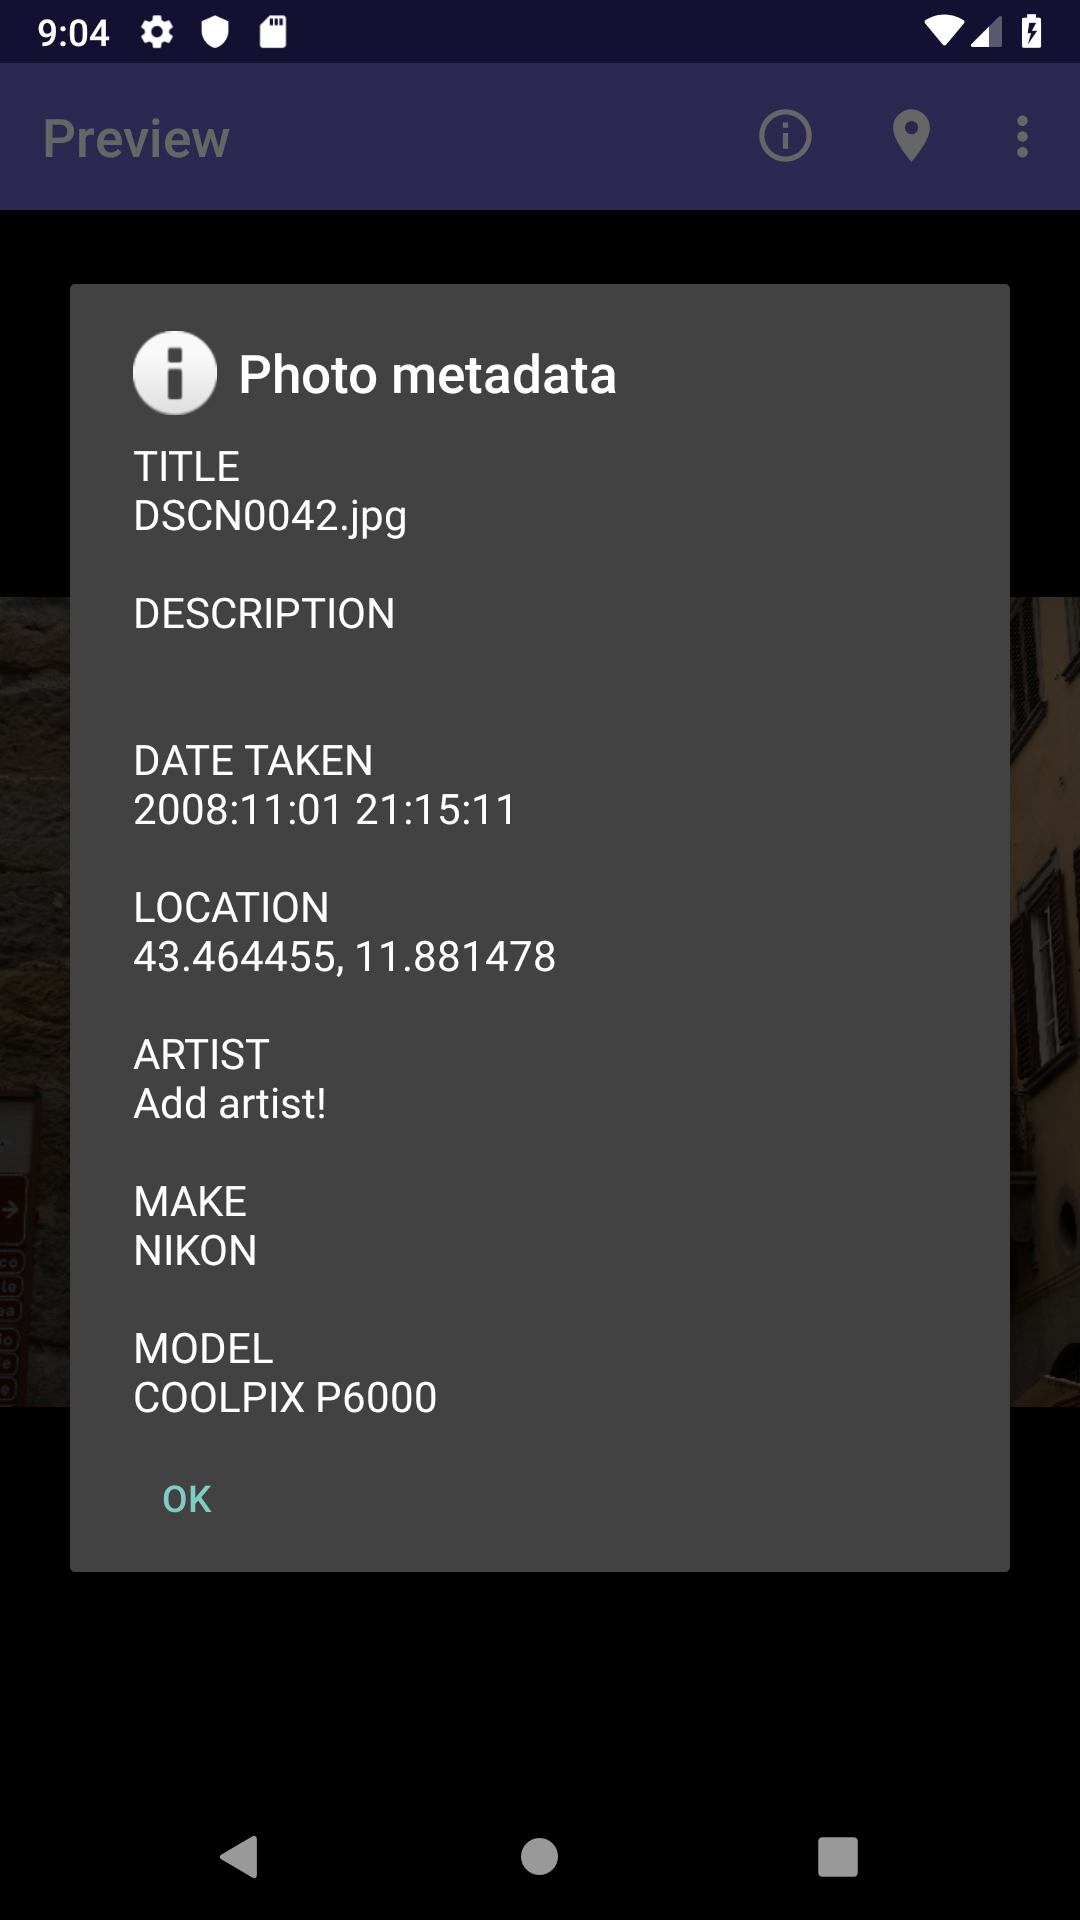 9:04
Preview
Photo metadata
TITLE
DSCN0042.jpg
DESCRIPTION
DATE TAKEN
2008:11:01 21:15:11
LOCATION
43.464455, 11.881478
ARTIST
Add artist!
MAKE
NIKON
MODEL
COOLPIX P6000
OK